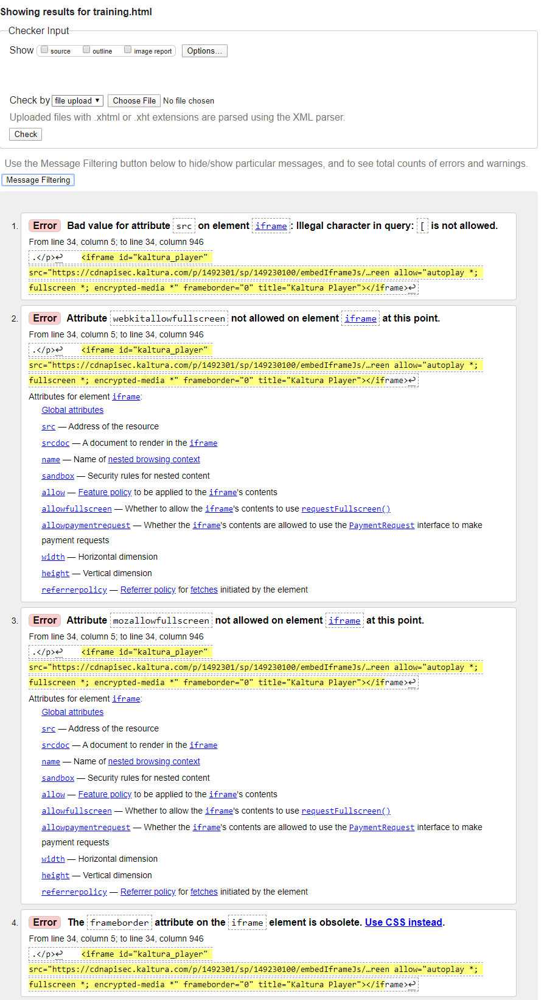 Showing results for training.html
Checker Input
Show source outline image report Options...
Check by file upload ▼ Choose File No file chosen
Uploaded files with .xhtml or .xht extensions are parsed using the XML parser.
Check
Use the Message Filtering button below to hide/show particular messages, and to see total counts of errors and warnings.
Message Filtering
1. Error Bad value for attribute src on element iframe: Illegal character in query: [ is not allowed.
From line 34, column 5; to line 34, column 946
.</p>↩ <iframe id="kaltura_player"
src="https://cdnapisec.kaltura.com/p/1492301/sp/149230100/embedIframeJs/…reen allow="autoplay *;
fullscreen *; encrypted-media *" frameborder="0" title="Kaltura Player"></iframe>↩
2. Error Attribute webkitallowfullscreen not allowed on element iframe at this point.
From line 34, column 5; to line 34, column 946
.</p>↩ <iframe id="kaltura_player"
src="https://cdnapisec.kaltura.com/p/1492301/sp/149230100/embedIframeJs/…reen allow="autoplay *;
fullscreen *; encrypted-media *" frameborder="0" title="Kaltura Player"></iframe>↩
Attributes for element iframe:
Global attributes
src — Address of the resource
srcdoc — A document to render in the iframe
name — Name of nested browsing context
sandbox — Security rules for nested content
allow — Feature policy to be applied to the iframe's contents
allowfullscreen — Whether to allow the iframe's contents to use requestFullscreen()
allowpaymentrequest — Whether the iframe's contents are allowed to use the PaymentRequest interface to make
payment requests
width — Horizontal dimension
height — Vertical dimension
referrerpolicy — Referrer policy for fetches initiated by the element
3. Error Attribute mozallowfullscreen not allowed on element iframe at this point.
From line 34, column 5; to line 34, column 946
.</p>↩ <iframe id="kaltura_player"
src="https://cdnapisec.kaltura.com/p/1492301/sp/149230100/embedIframeJs/…reen allow="autoplay *;
fullscreen *; encrypted-media *" frameborder="0" title="Kaltura Player"></iframe>↩
Attributes for element iframe:
Global attributes
src — Address of the resource
srcdoc — A document to render in the iframe
name — Name of nested browsing context
sandbox — Security rules for nested content
allow — Feature policy to be applied to the iframe's contents
allowfullscreen — Whether to allow the iframe's contents to use requestFullscreen()
allowpaymentrequest — Whether the iframe's contents are allowed to use the PaymentRequest interface to make
payment requests
width — Horizontal dimension
height — Vertical dimension
referrerpolicy — Referrer policy for fetches initiated by the element
4. Error The frameborder attribute on the iframe element is obsolete. Use CSS instead.
From line 34, column 5; to line 34, column 946
.</p>↩ <iframe id="kaltura_player"
src="https://cdnapisec.kaltura.com/p/1492301/sp/149230100/embedIframeJs/…reen allow="autoplay *;
fullscreen *; encrypted-media *" frameborder="0" title="Kaltura Player"></iframe>↩